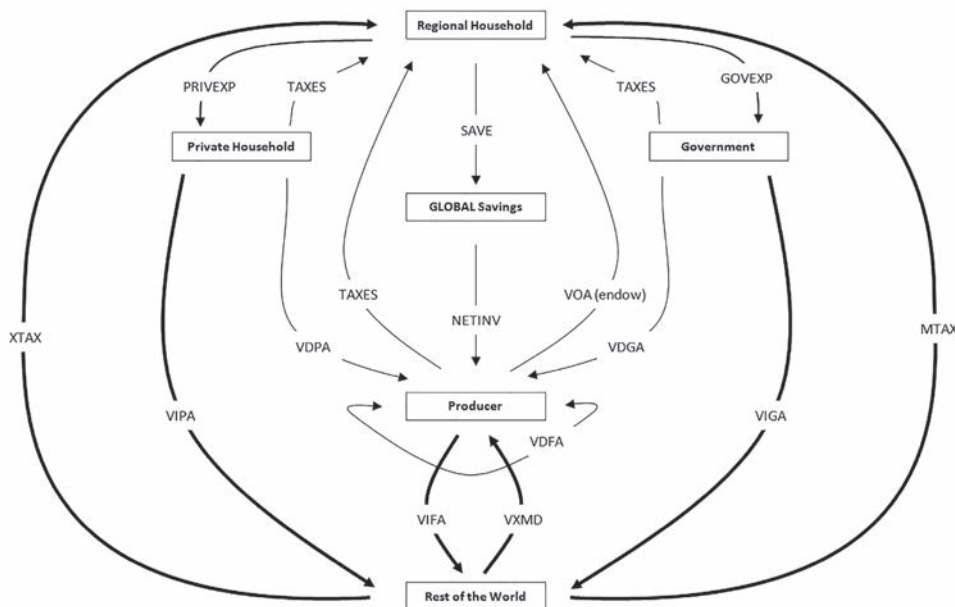 Regional Household
PRIVEXP
TAXES
TAXES
GOVEXP
SAVE
Private Household
Government
GLOBAL Savings
TAXES
VOA (endow)
NETINV
XTAX
MTAX
VDPA
VDGA
Producer
VIPA
VIGA
VDFA
VIFA
VXMD
Rest of the World